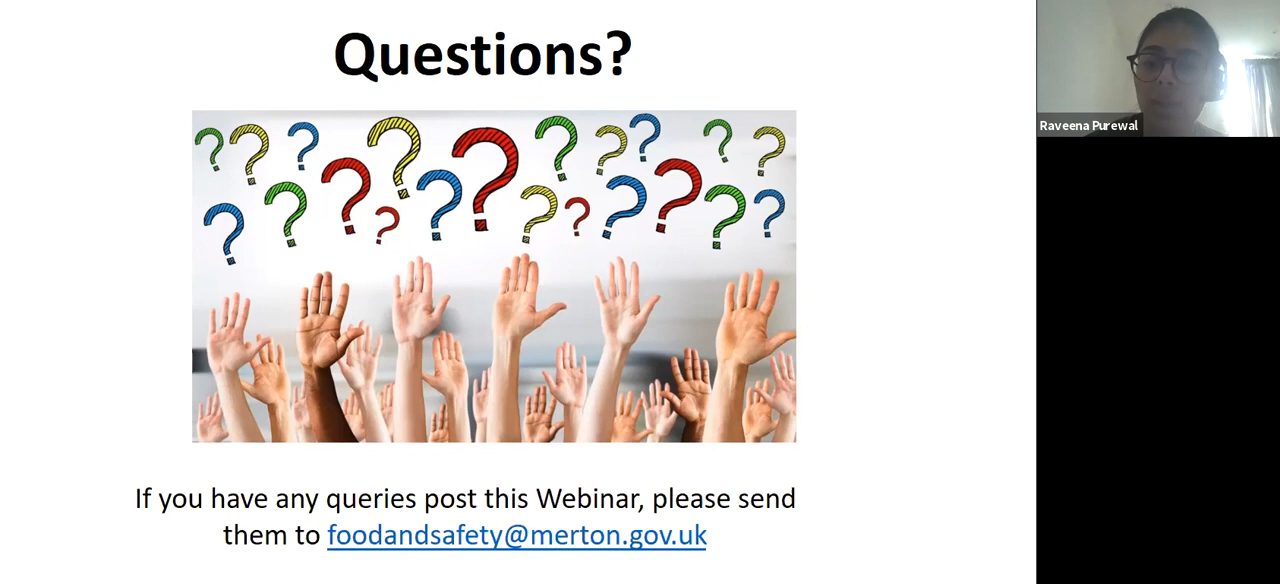 Questions?
Raveena Purewal
If you have any queries post this Webinar, please send
them to foodandsafety@merton.gov.uk